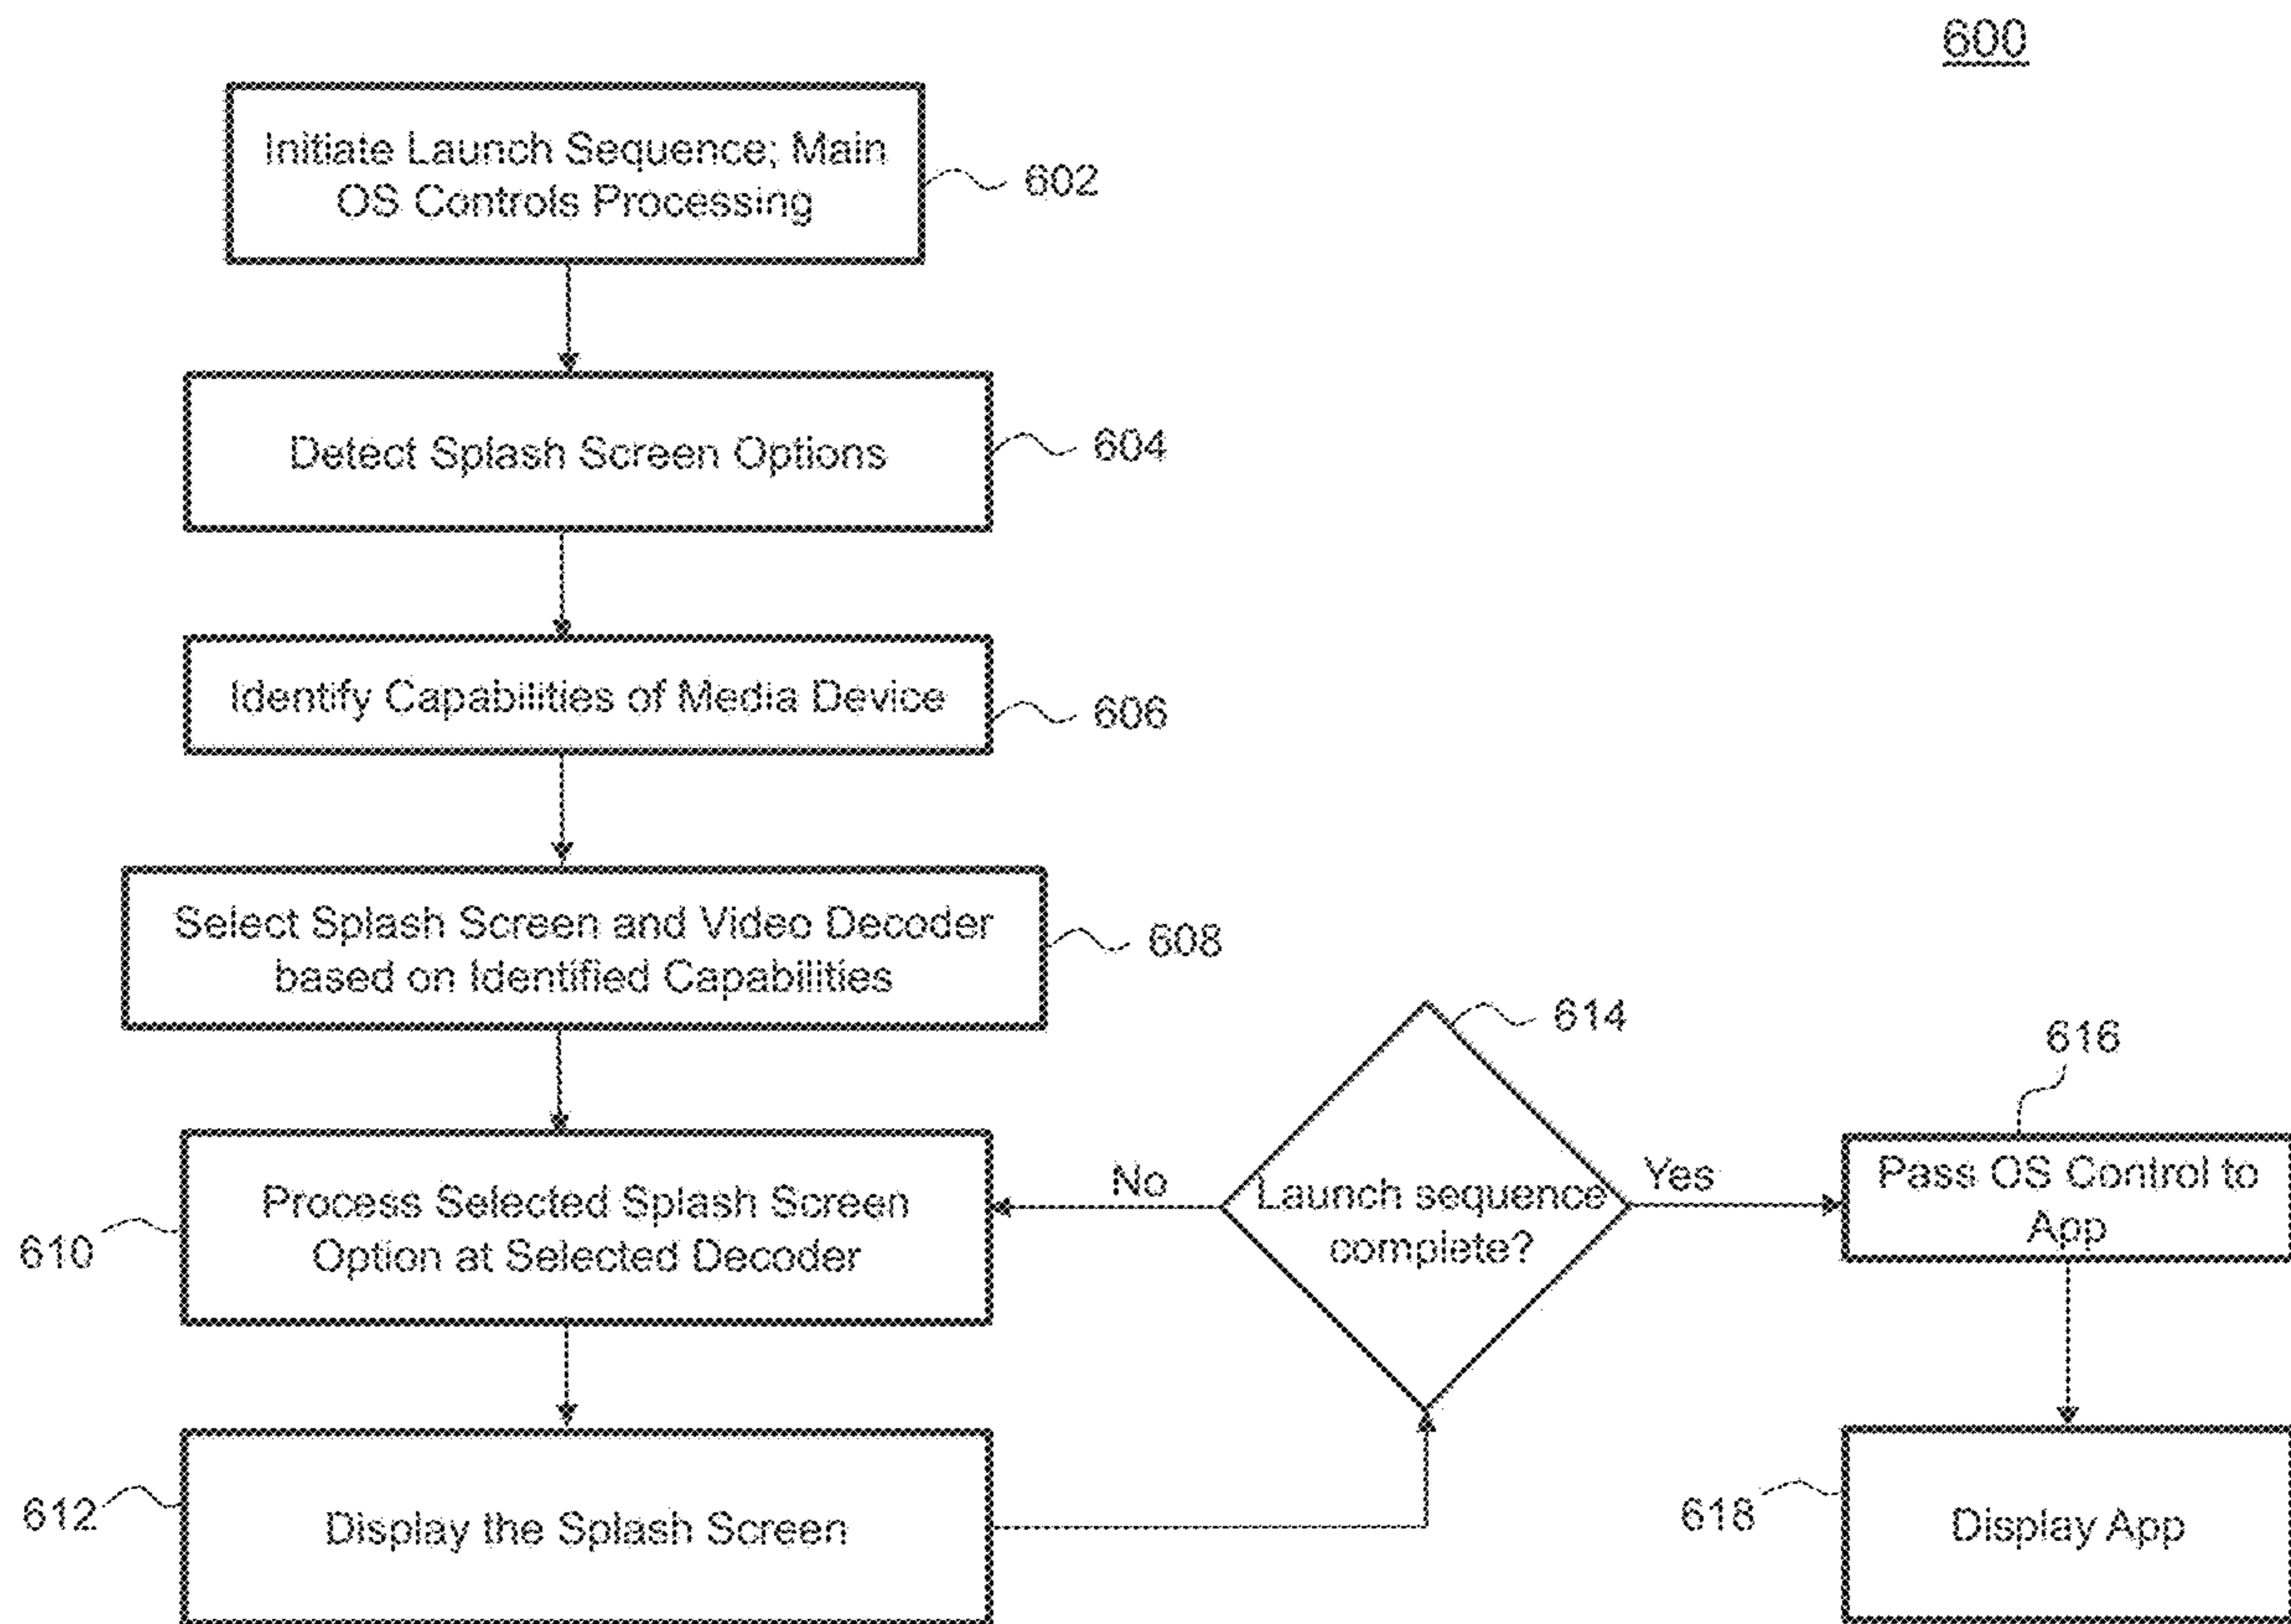 600
Initiate Launch Sequence; Main
OS Controls Processing
602
Detect Splash Screen Options
604
Identify Capabilities of Media Device
606
Select Splash Screen and Video Decoder
based on Identified Capabilities
608
Process Selected Splash Screen
Option at Selected Decoder
610
Display the Splash Screen
612
614
Launch sequence
complete?
No
Yes
616
Pass OS Control to
App
618
Display App